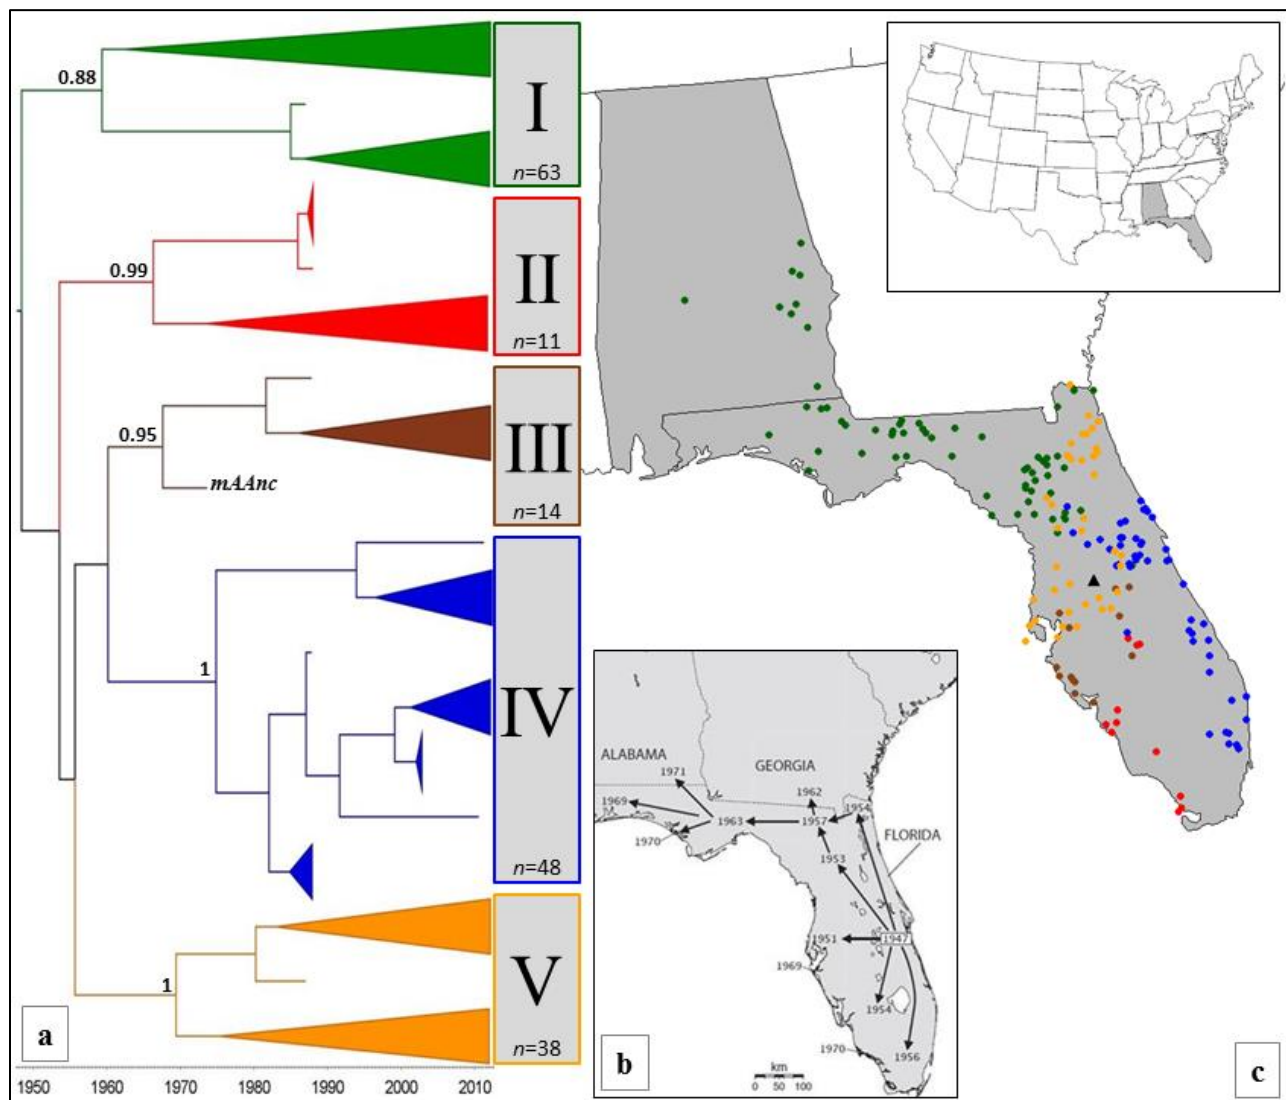 0.88
I
n=63
0.99
II
n=11
0.95
mAAnc
III
n=14
1
IV
n=48
1
V
n=38
a
1950 1960 1970 1980 1990 2000 2010
ALABAMA
GEORGIA
FLORIDA
1971
1969
1970
1963
1962
1957
1954
1953
1951
1947
1969
1954
1970
1956
km
0 50 100
b
c